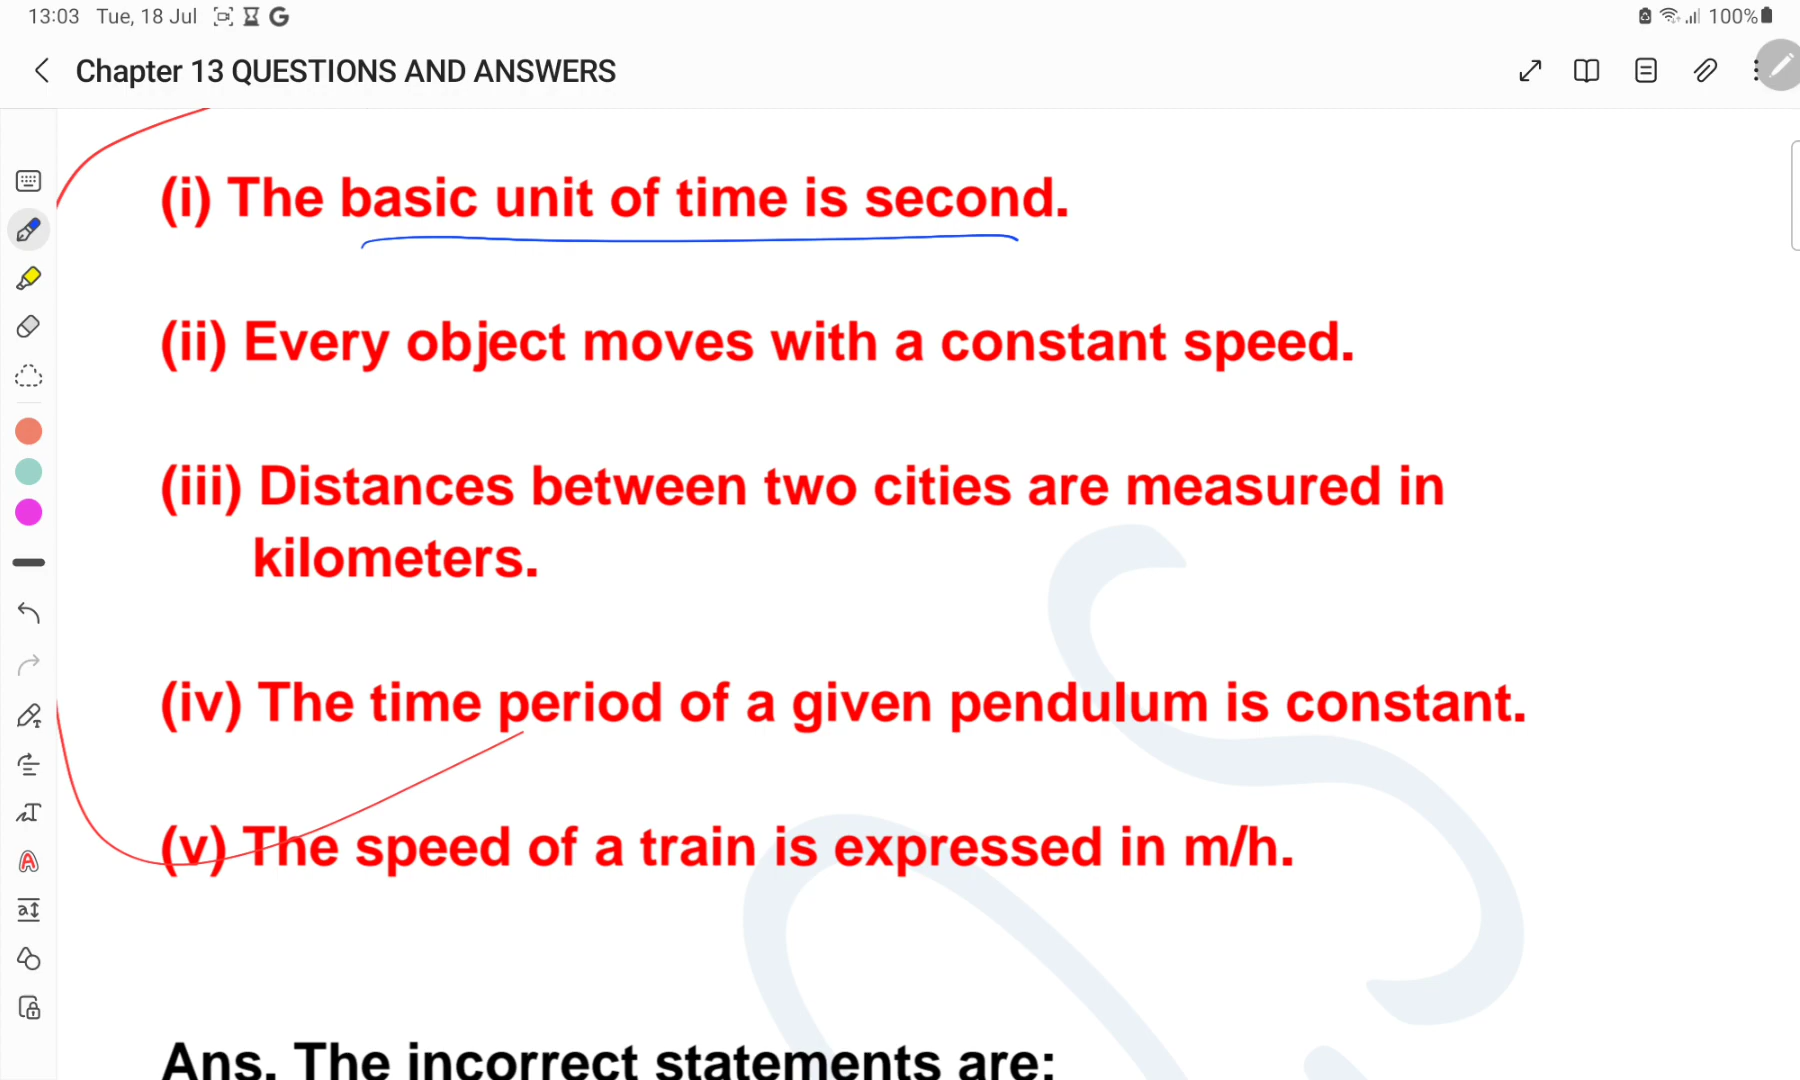 13:03 Tue, 18 Jul G 100%
Chapter 13 QUESTIONS AND ANSWERS
(i) The basic unit of time is second.
(ii) Every object moves with a constant speed.
(iii) Distances between two cities are measured in
kilometers.
(iv) The time period of a given pendulum is constant.
(v) The speed of a train is expressed in m/h.
Ans. The incorrect statements are: